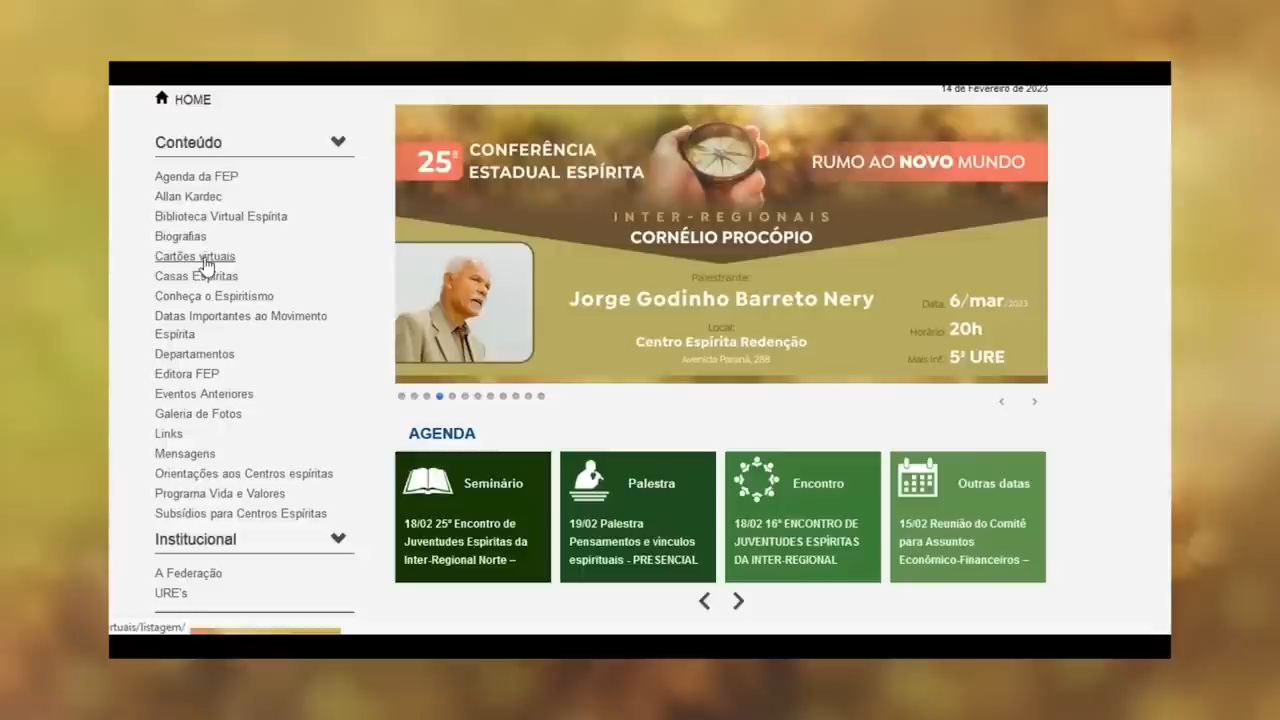 14 de Fevereiro de 2023
HOME
Conteúdo
Agenda da FEP
Allan Kardec
Biblioteca Virtual Espírita
Biografias
Cartões virtuais
Casas Espíritas
Conheça o Espiritismo
Datas Importantes ao Movimento
Espírita
Departamentos
Editora FEP
Eventos Anteriores
Galeria de Fotos
Links
Mensagens
Orientações aos Centros espíritas
Programa Vida e Valores
Subsídios para Centros Espíritas
Institucional
A Federação
URE's
rtuais/listagem/
25ª CONFERÊNCIA
ESTADUAL ESPÍRITA
RUMO AO NOVO MUNDO
INTER-REGIONAIS
CORNÉLIO PROCÓPIO
Palestrante:
Jorge Godinho Barreto Nery
Local:
Centro Espírita Redenção
Avenida Paraná, 288
Data: 6/mar/2023
Horário: 20h
Mais Inf. 5ª URE
AGENDA
Seminário
18/02 25º Encontro de
Juventudes Espíritas da
Inter-Regional Norte –
Palestra
19/02 Palestra
Pensamentos e vínculos
espirituais - PRESENCIAL
Encontro
18/02 16º ENCONTRO DE
JUVENTUDES ESPÍRITAS
DA INTER-REGIONAL
Outras datas
15/02 Reunião do Comitê
para Assuntos
Econômico-Financeiros –